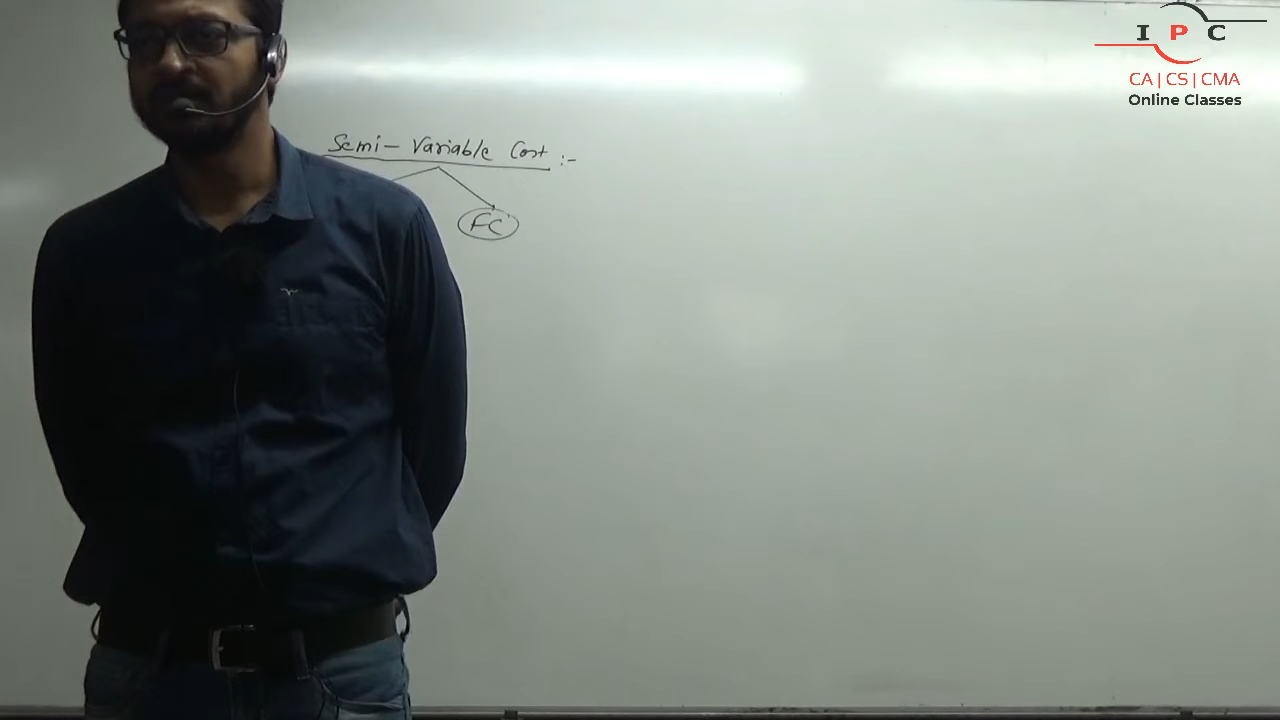 I P C
CA | CS | CMA
Online Classes
Semi-Variable Cost :-
FC